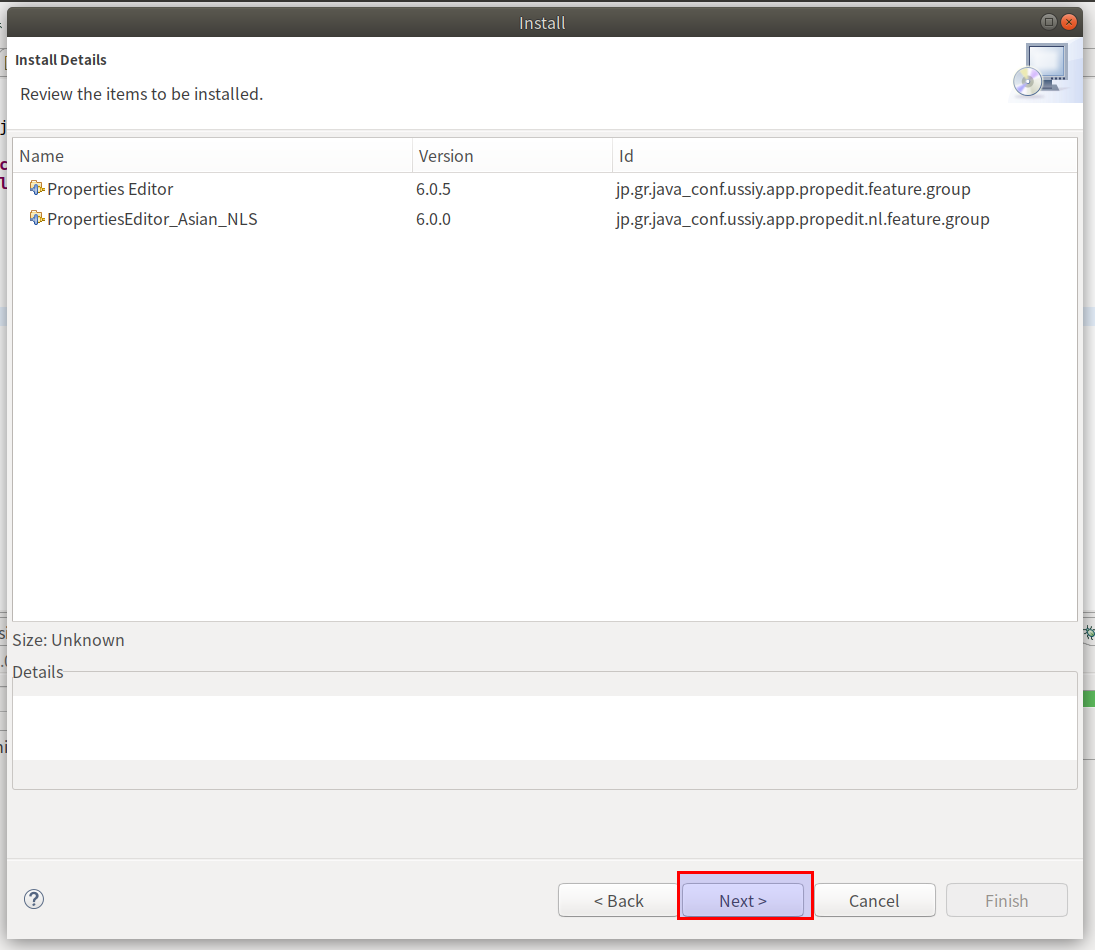 Install
Install Details
Review the items to be installed.
Name Version Id
Properties Editor 6.0.5 jp.gr.java_conf.ussiy.app.propedit.feature.group
PropertiesEditor_Asian_NLS 6.0.0 jp.gr.java_conf.ussiy.app.propedit.nl.feature.group
Size: Unknown
Details
? < Back Next > Cancel Finish